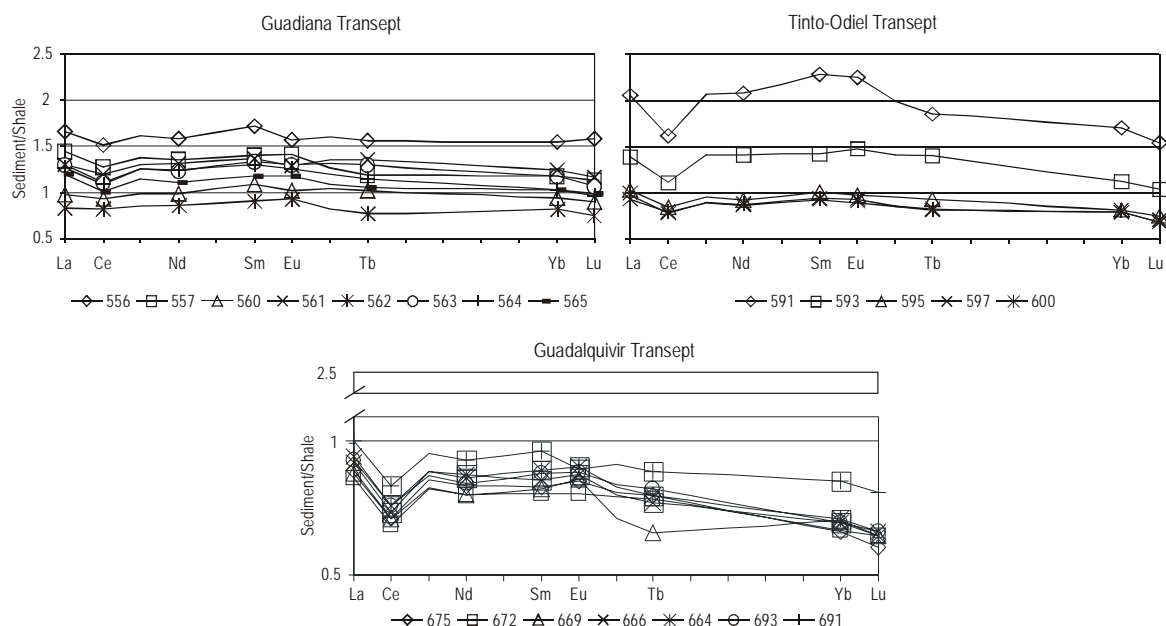 Guadiana Transept
Sediment/Shale
2.5
2
1.5
1
0.5
La Ce Nd Sm Eu Tb Yb Lu
556 557 560 561 562 563 564 565
Tinto-Odiel Transept
La Ce Nd Sm Eu Tb Yb Lu
591 593 595 597 600
Guadalquivir Transept
Sediment/Shale
2.5
1
0.5
La Ce Nd Sm Eu Tb Yb Lu
675 672 669 666 664 693 691